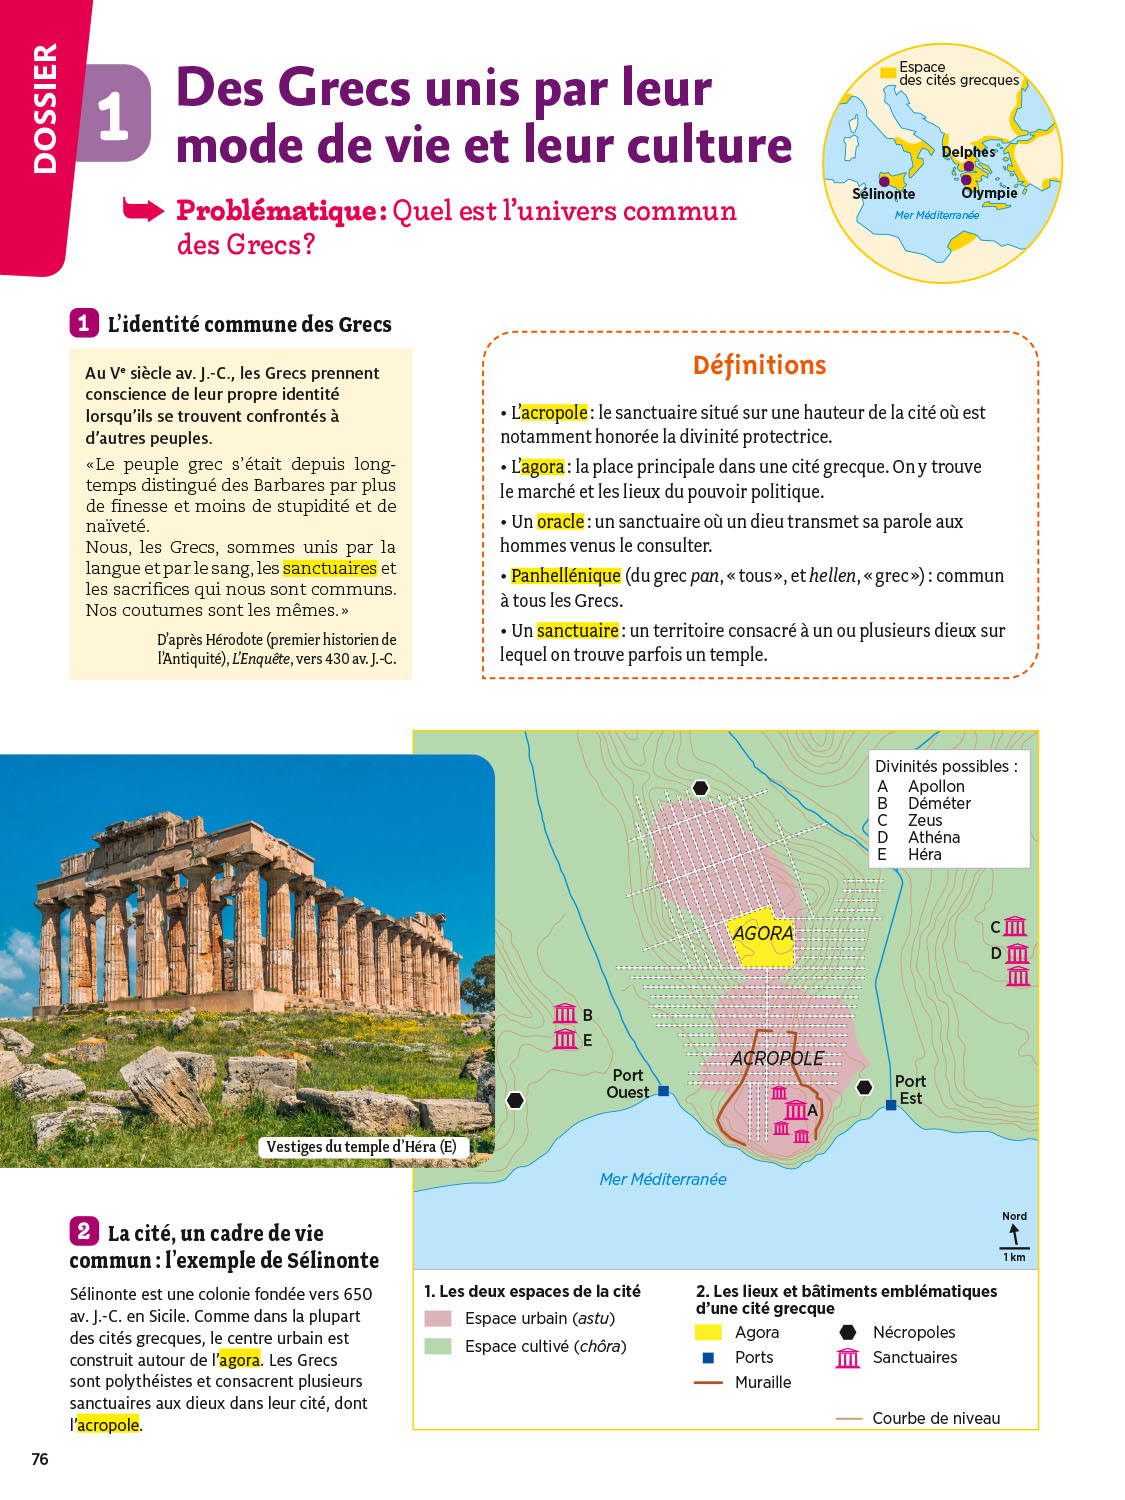 DOSSIER
1
Des Grecs unis par leur
mode de vie et leur culture
Problématique : Quel est l’univers commun
des Grecs ?
Espace
des cités grecques
Delphes
Sélinonte
Olympie
Mer Méditerranée
1 L’identité commune des Grecs
Au Ve siècle av. J.-C., les Grecs prennent
conscience de leur propre identité
lorsqu’ils se trouvent confrontés à
d’autres peuples.
« Le peuple grec s’était depuis long-
temps distingué des Barbares par plus
de finesse et moins de stupidité et de
naïveté.
Nous, les Grecs, sommes unis par la
langue et par le sang, les sanctuaires et
les sacrifices qui nous sont communs.
Nos coutumes sont les mêmes. »
D’après Hérodote (premier historien de
l’Antiquité), L’Enquête, vers 430 av. J.-C.
Définitions
• L’acropole : le sanctuaire situé sur une hauteur de la cité où est
notamment honorée la divinité protectrice.
• L’agora : la place principale dans une cité grecque. On y trouve
le marché et les lieux du pouvoir politique.
• Un oracle : un sanctuaire où un dieu transmet sa parole aux
hommes venus le consulter.
• Panhellénique (du grec pan, « tous », et hellen, « grec ») : commun
à tous les Grecs.
• Un sanctuaire : un territoire consacré à un ou plusieurs dieux sur
lequel on trouve parfois un temple.
Vestiges du temple d’Héra (E)
Divinités possibles :
A Apollon
B Déméter
C Zeus
D Athéna
E Héra
AGORA
C
D
B
E
ACROPOLE
Port
Ouest
Port
Est
A
Mer Méditerranée
Nord
1 km
2 La cité, un cadre de vie
commun : l’exemple de Sélinonte
Sélinonte est une colonie fondée vers 650
av. J.-C. en Sicile. Comme dans la plupart
des cités grecques, le centre urbain est
construit autour de l’agora. Les Grecs
sont polythéistes et consacrent plusieurs
sanctuaires aux dieux dans leur cité, dont
l’acropole.
1. Les deux espaces de la cité
Espace urbain (astu)
Espace cultivé (chôra)
2. Les lieux et bâtiments emblématiques
d’une cité grecque
Agora
Ports
Muraille
Nécropoles
Sanctuaires
Courbe de niveau
76